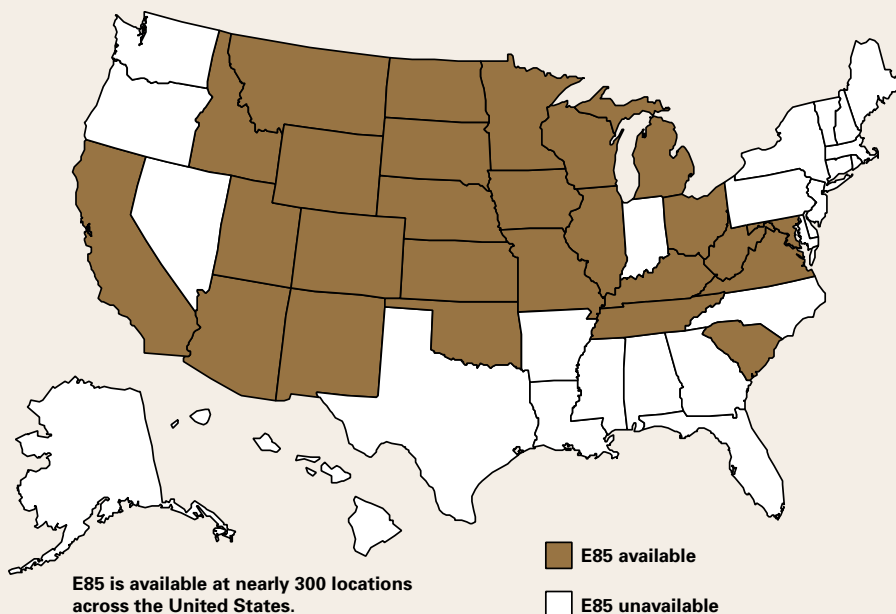 E85 is available at nearly 300 locations
across the United States.
E85 available
E85 unavailable